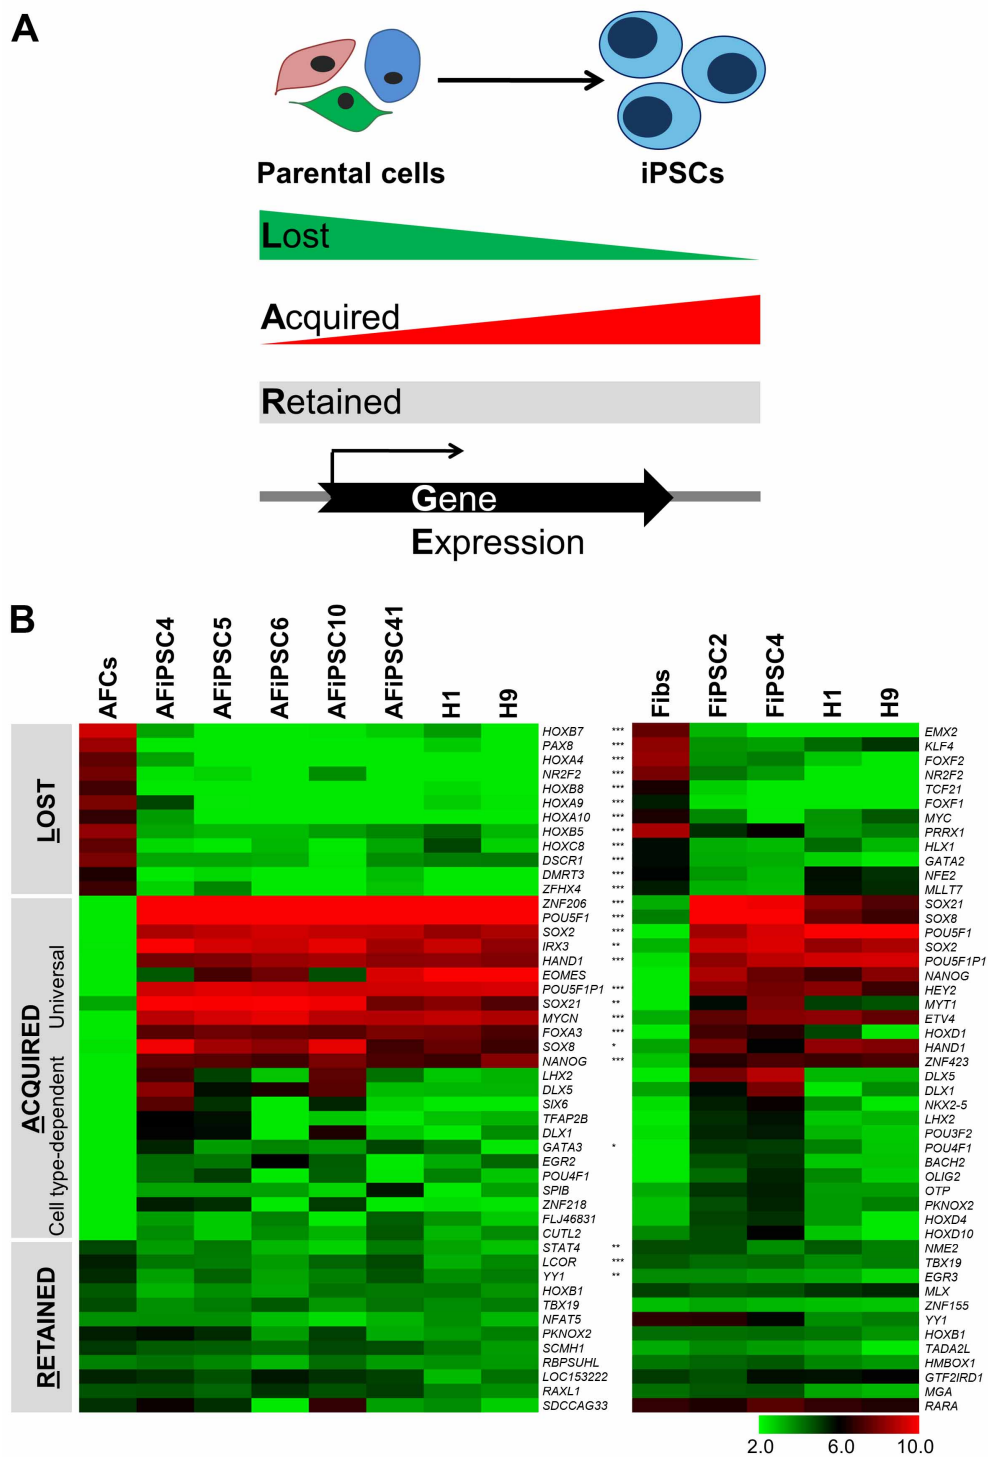 A
Parental cells
iPSCs
Lost
Acquired
Retained
Gene
Expression
B
AFCs
AFiPSC4
AFiPSC5
AFiPSC6
AFiPSC10
AFiPSC41
H1
H9
Fibs
FiPSC2
FiPSC4
H1
H9
LOST
ACQUIRED
Universal
Cell type-dependent
RETAINED
HOXB7 *** EMX2
PAX8 *** KLF4
HOXA4 *** FOXF2
NR2F2 *** NR2F2
HOXB8 *** TCF21
HOXA9 *** FOXF1
HOXA10 *** MYC
HOXB5 *** PRRX1
HOXC8 *** HLX1
DSCR1 *** GATA2
DMRT3 *** NFE2
ZFHX4 *** MLLT7
ZNF206 *** SOX21
POU5F1 *** SOX8
SOX2 *** POU5F1
IRX3 ** SOX2
HAND1 *** POU5F1P1
EOMES NANOG
POU5F1P1 *** HEY2
SOX21 ** MYT1
MYCN *** ETV4
FOXA3 *** HOXD1
SOX8 * HAND1
NANOG *** ZNF423
LHX2 DLX5
DLX5 DLX1
SIX6 NKX2-5
TFAP2B LHX2
DLX1 POU3F2
GATA3 * POU4F1
EGR2 BACH2
POU4F1 OLIG2
SPIB OTP
ZNF218 PKNOX2
FLJ46831 HOXD4
CUTL2 HOXD10
STAT4 ** NME2
LCOR *** TBX19
YY1 ** EGR3
HOXB1 MLX
TBX19 ZNF155
NFAT5 YY1
PKNOX2 HOXB1
SCMH1 TADA2L
RBPSUHL HMBOX1
LOC153222 GTF2IRD1
RAXL1 MGA
SDCCAG33 RARA
2.0 6.0 10.0